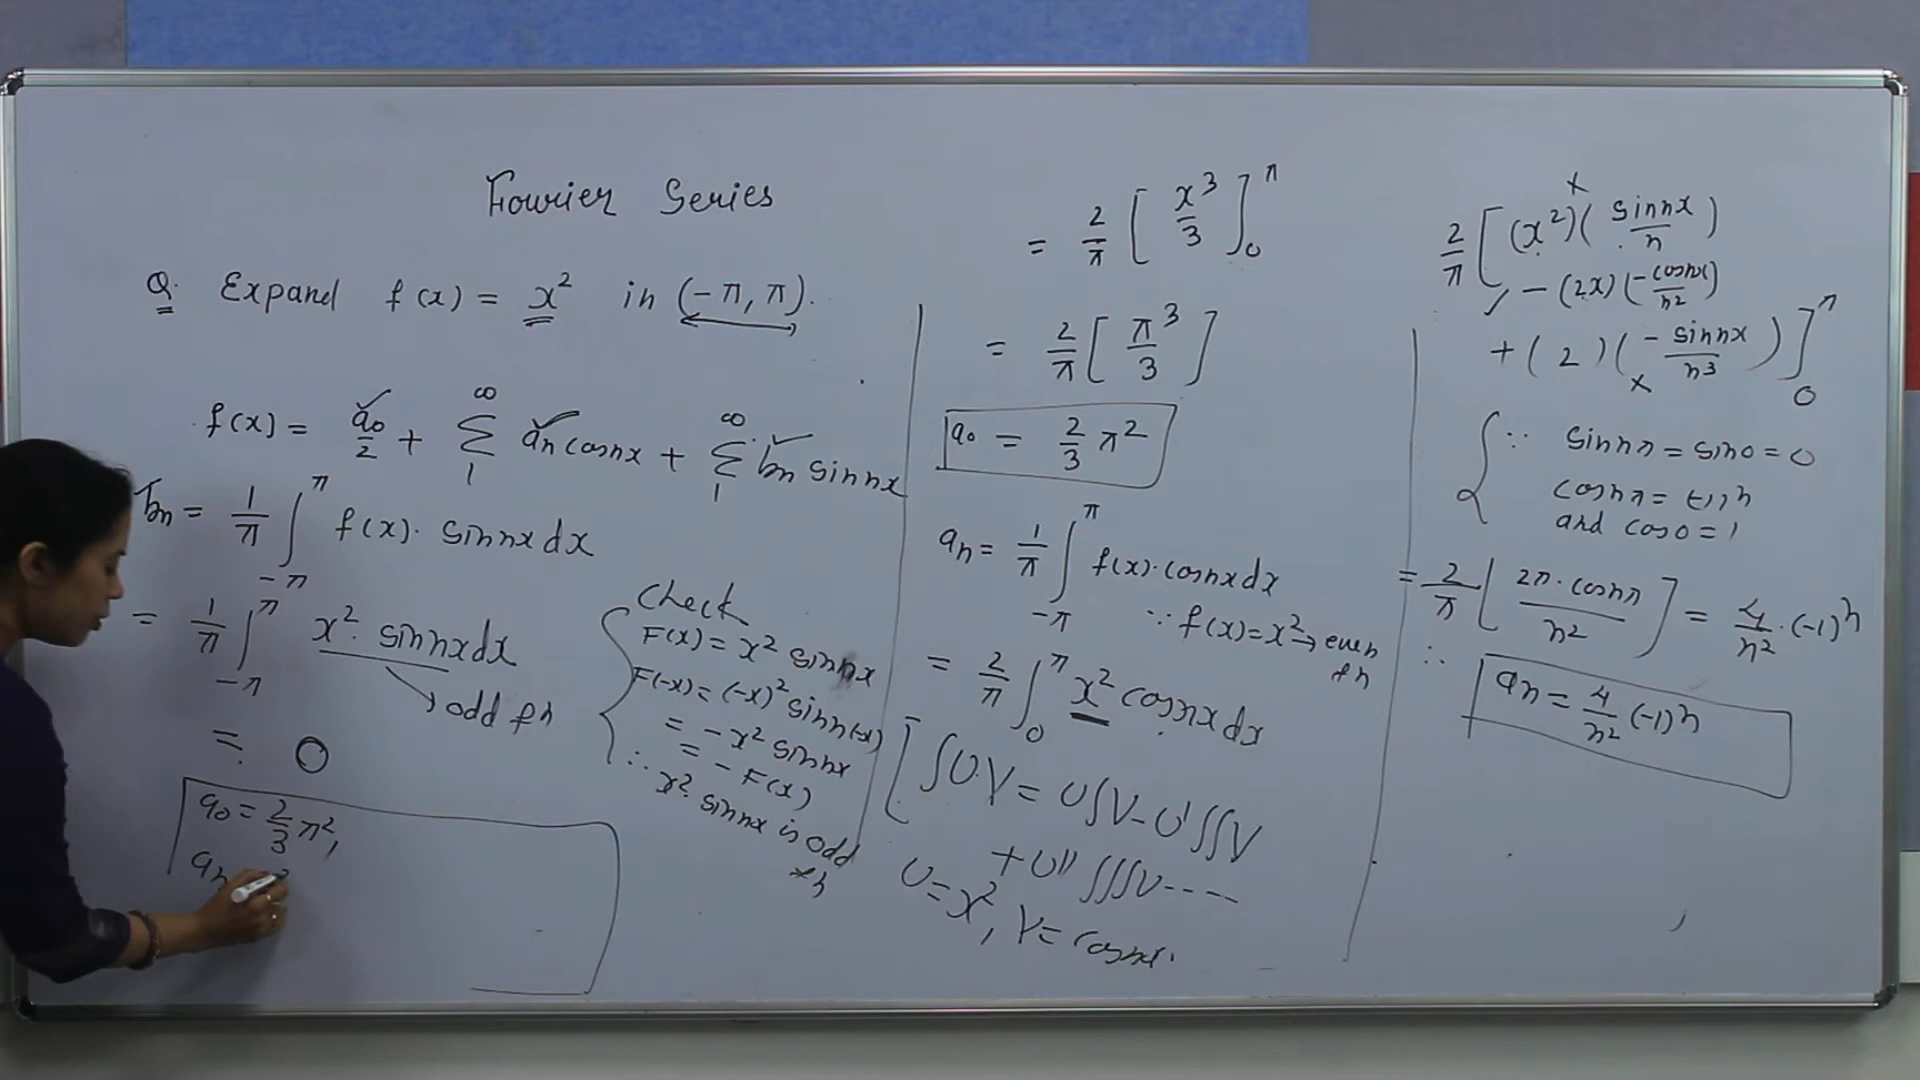 Fourier Series
Q. Expand f(x) = x² in (-π, π).
f(x) = a₀/2 + ∑₁^∞ aₙ cosnx + ∑₁^∞ bₙ sinnx
bₙ = 1/π ∫_{-π}^{π} f(x). sinnx dx
= 1/π ∫_{-π}^{π} x². sinnx dx
→ odd fn
= 0
a₀ = 2/3 π²,
aₙ
Check
F(x) = x² sinnx
F(-x) = (-x)² sinn(-x)
= -x² sinnx
= - F(x)
∴ x². sinnx is odd
fn
= 2/π [x³/3]₀^π
= 2/π [π³/3]
a₀ = 2/3 π²
aₙ = 1/π ∫_{-π}^{π} f(x). cosnx dx
∵ f(x) = x² → even
fn
= 2/π ∫₀^π x² cosnx dx
[∫U.V = U∫V - U'∫∫V
+ U'' ∫∫∫V ----
U = x², V = cosnx.
2/π [(x²)(sinnx/n)
- (2x)(-cosnx/n²)
+ (2)(-sinnx/n³)]₀^π
∵ sinnπ = sin0 = 0
cosnπ = (-1)ⁿ
and cos0 = 1
= 2/π [2π.cosnπ/n²] = 4/n².(-1)ⁿ
∴ aₙ = 4/n² (-1)ⁿ